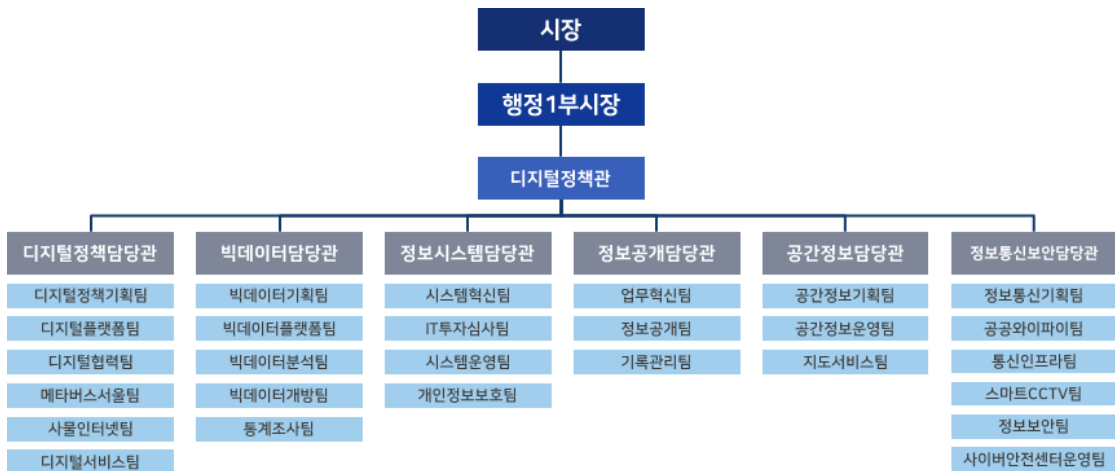 시장
행정1부시장
디지털정책관
디지털정책담당관
디지털정책기획팀
디지털플랫폼팀
디지털협력팀
메타버스서울팀
사물인터넷팀
디지털서비스팀
빅데이터담당관
빅데이터기획팀
빅데이터플랫폼팀
빅데이터분석팀
빅데이터개방팀
통계조사팀
정보시스템담당관
시스템혁신팀
IT투자심사팀
시스템운영팀
개인정보보호팀
정보공개담당관
업무혁신팀
정보공개팀
기록관리팀
공간정보담당관
공간정보기획팀
공간정보운영팀
지도서비스팀
정보통신보안담당관
정보통신기획팀
공공와이파이팀
통신인프라팀
스마트CCTV팀
정보보안팀
사이버안전센터운영팀